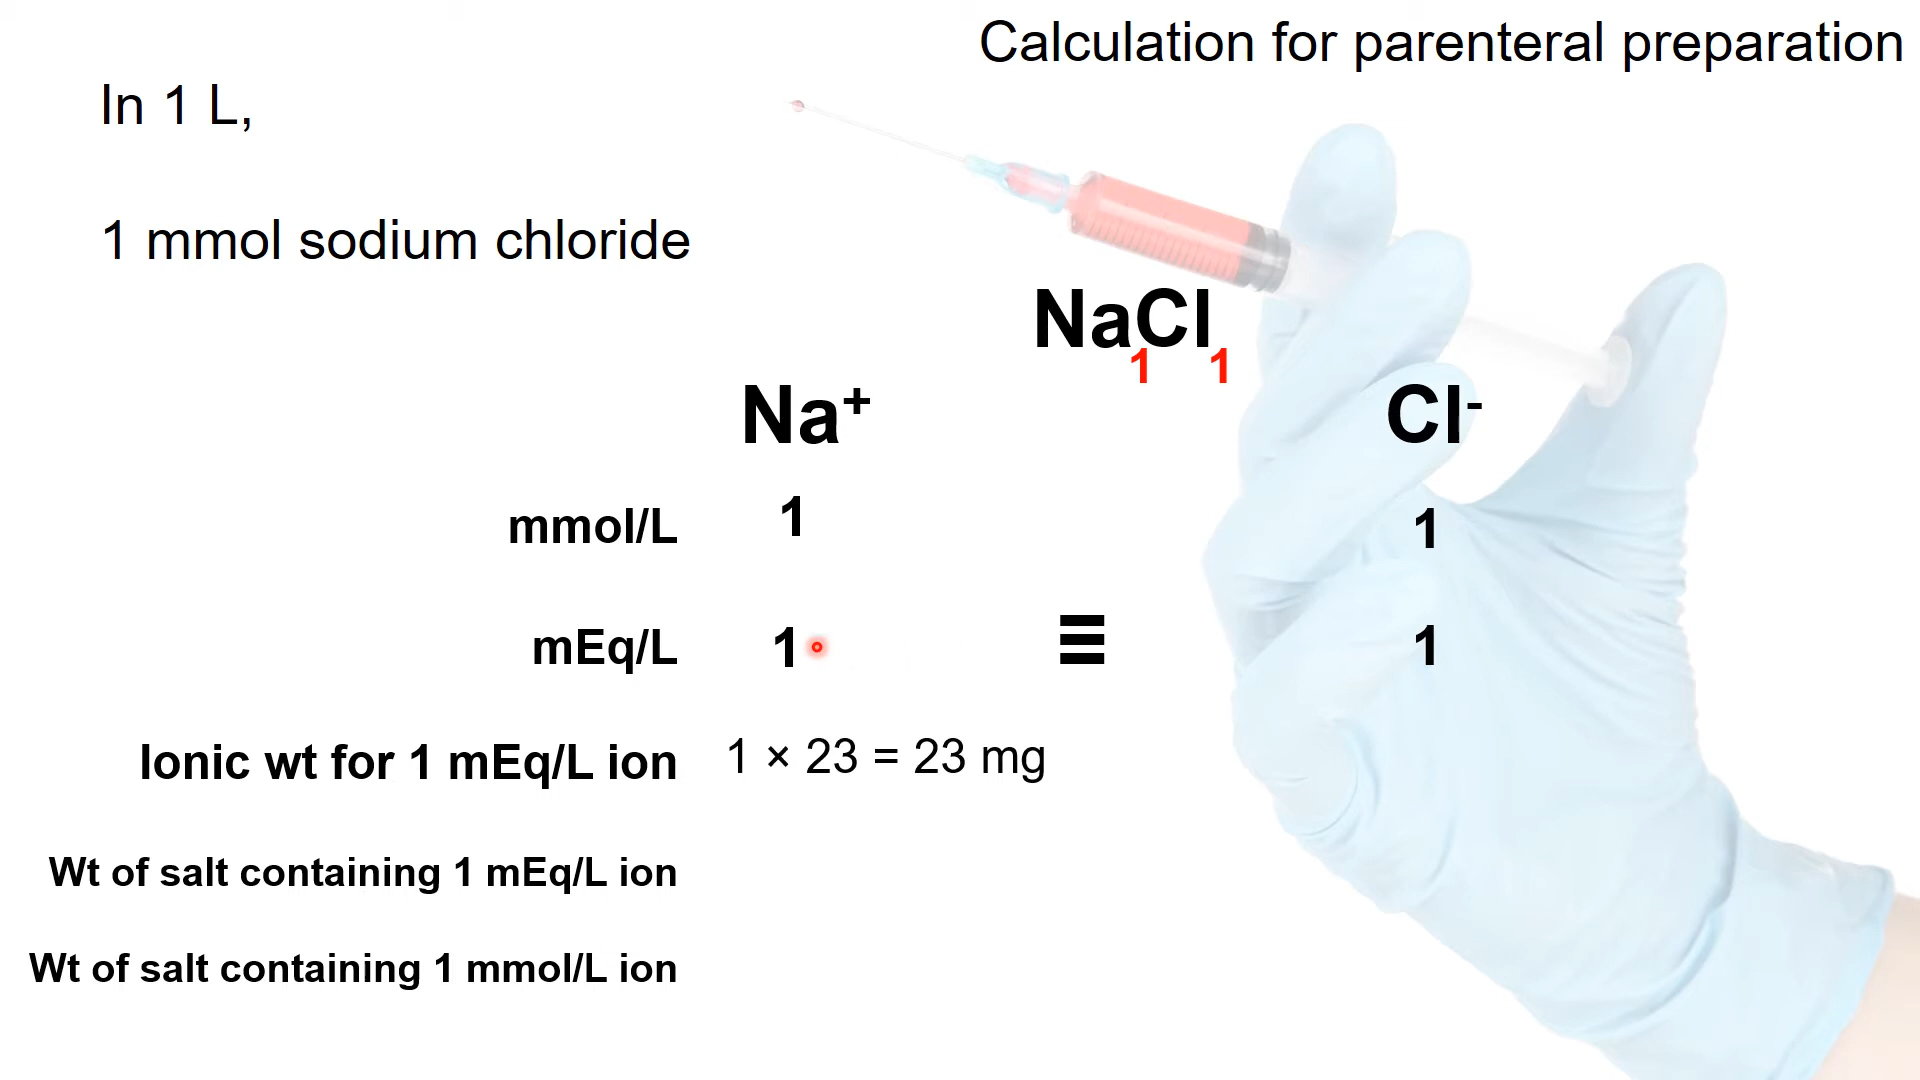 Calculation for parenteral preparation
In 1 L,
1 mmol sodium chloride
NaCl
1 1
Na⁺ Cl⁻
mmol/L 1 1
mEq/L 1 ≡ 1
Ionic wt for 1 mEq/L ion 1 × 23 = 23 mg
Wt of salt containing 1 mEq/L ion
Wt of salt containing 1 mmol/L ion